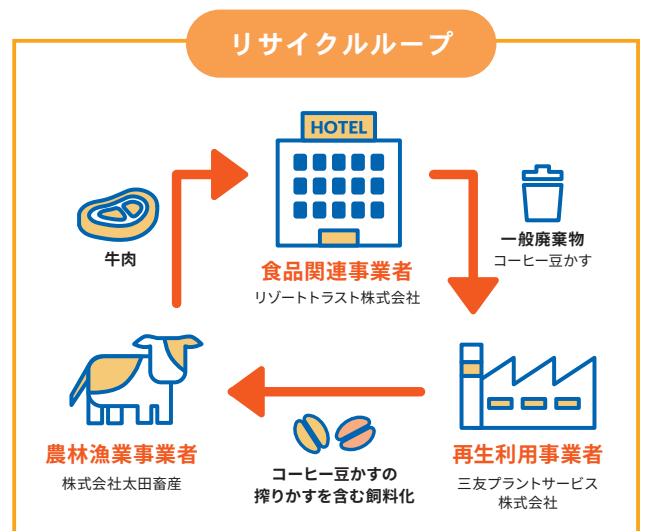 リサイクルループ
HOTEL
牛肉
一般廃棄物
コーヒー豆かす
食品関連事業者
リゾートトラスト株式会社
農林漁業事業者
株式会社太田畜産
コーヒー豆かすの
搾りかすを含む飼料化
再生利用事業者
三友プラントサービス
株式会社